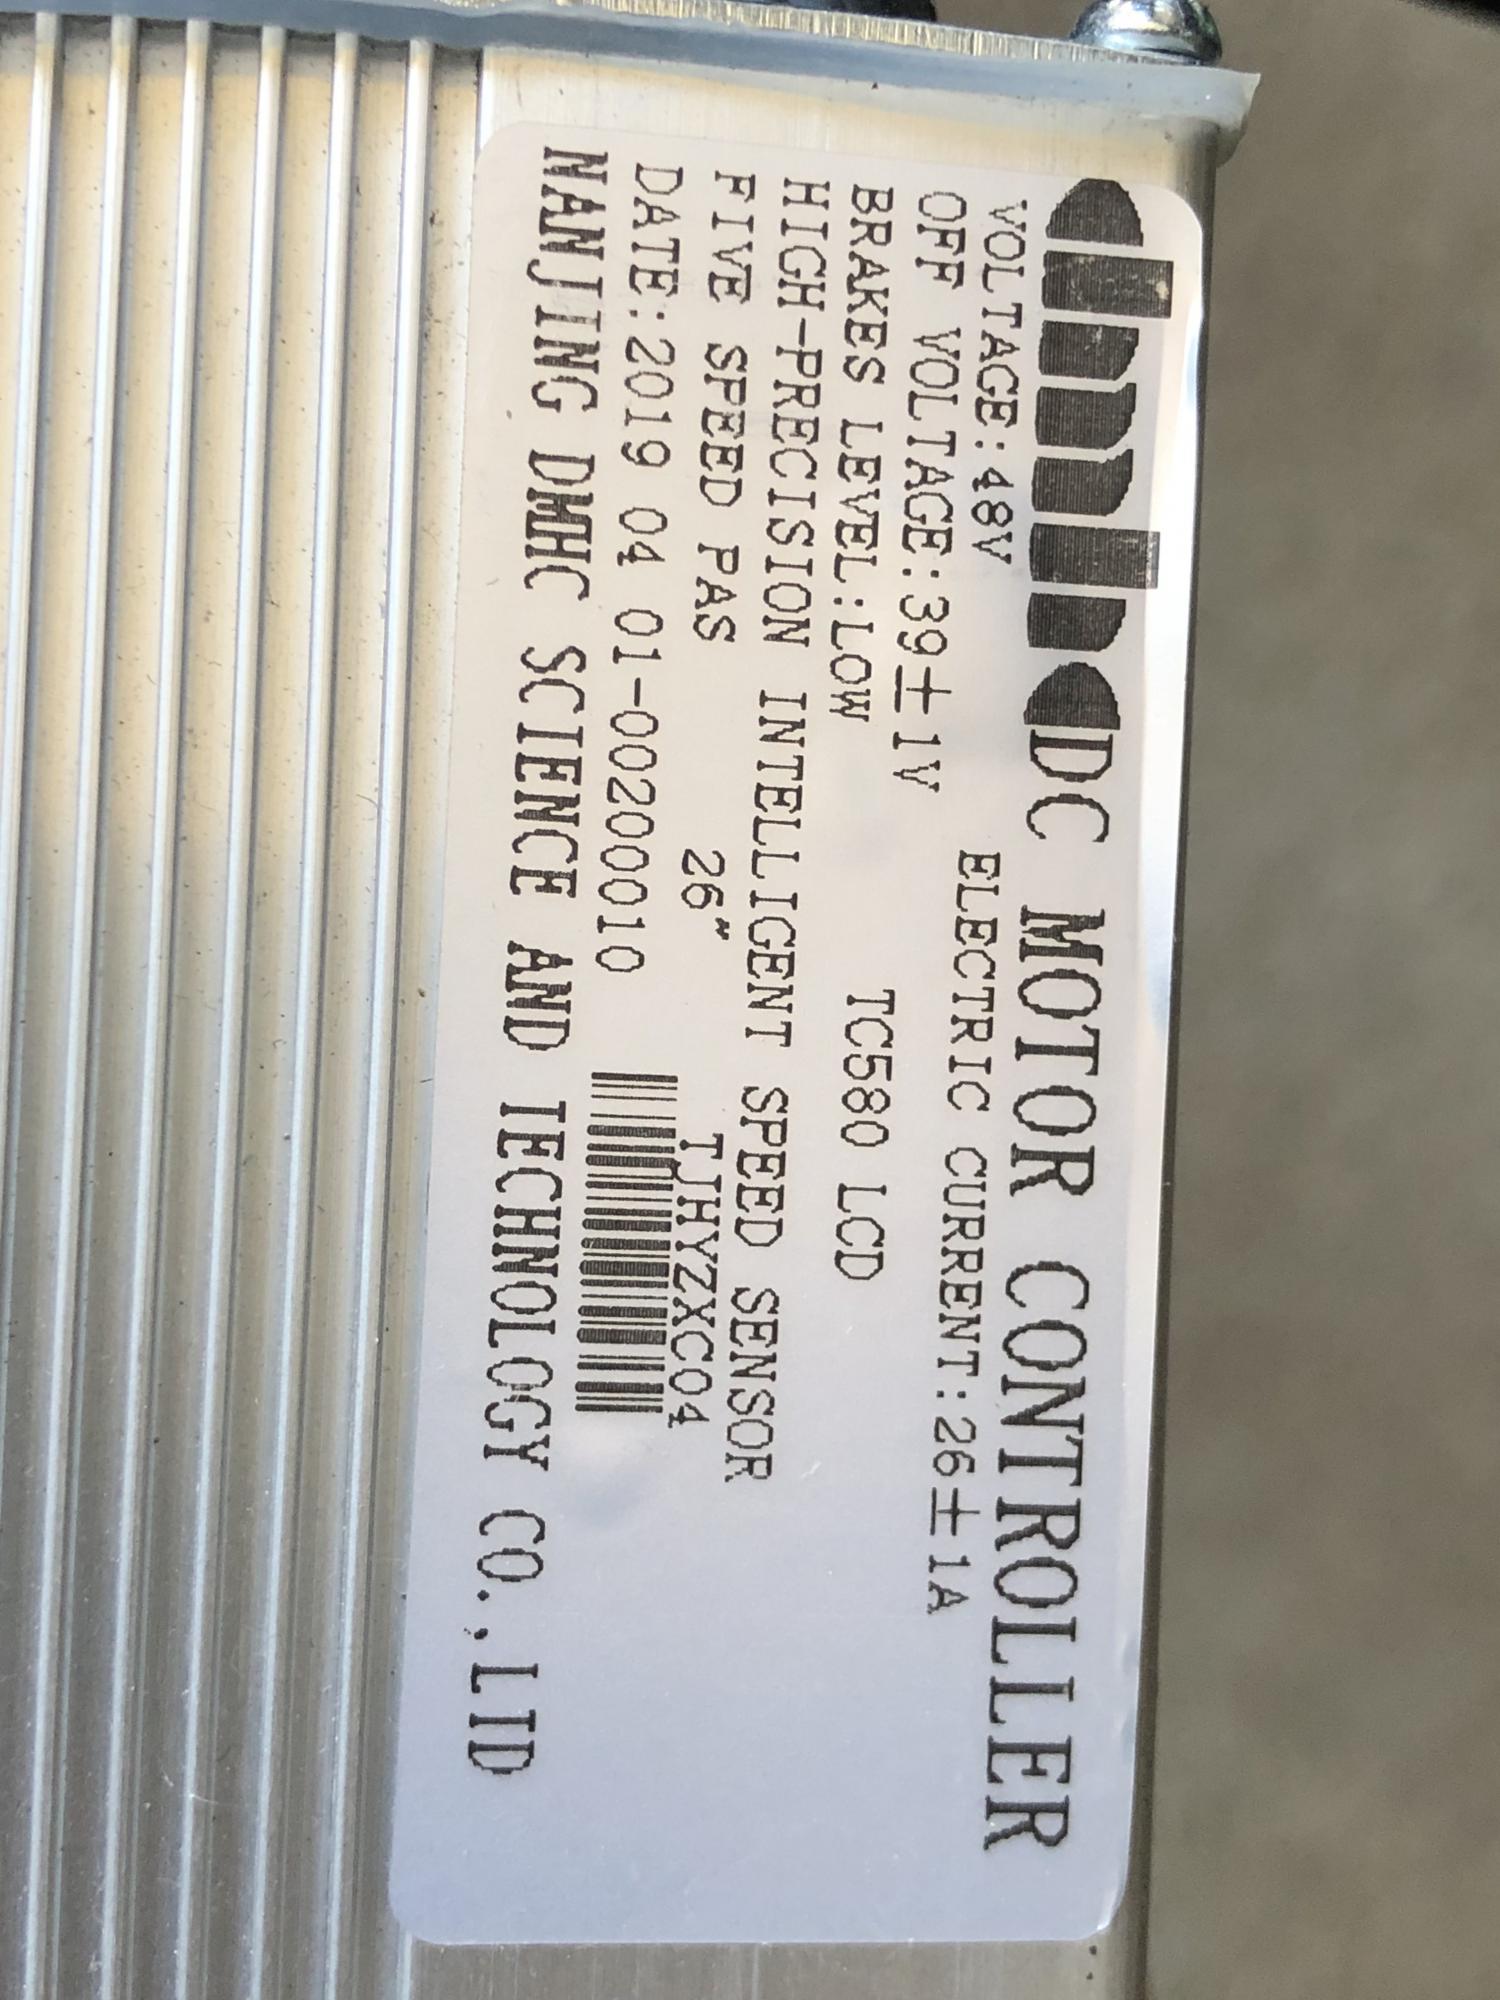 DC MOTOR CONTROLLER
VOLTAGE:48V ELECTRIC CURRENT:26±1A
OFF VOLTAGE:39±1V
BRAKES LEVEL:LOW TC580 LCD
HIGH-PRECISION INTELLIGENT SPEED SENSOR
FIVE SPEED PAS 26" TJHYZXC04
DATE:2019 04 01-00200010
NANJING DMHC SCIENCE AND TECHNOLOGY CO.,LTD